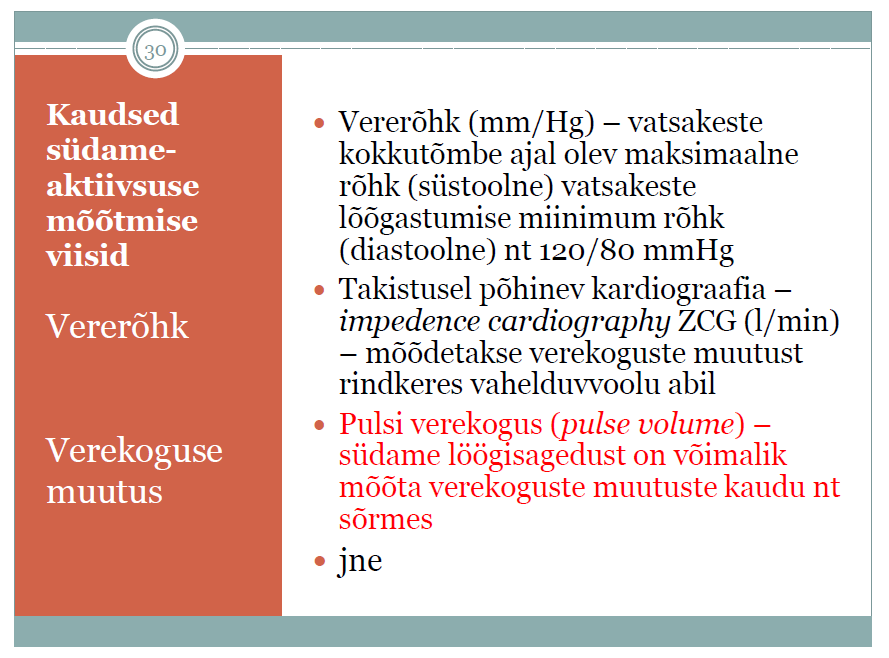 30
Kaudsed
südame-
aktiivsuse
mõõtmise
viisid
Vererõhk
Verekoguse
muutus
• Vererõhk (mm/Hg) – vatsakeste
kokkutõmbe ajal olev maksimaalne
rõhk (süstoolne) vatsakeste
lõõgastumise miinimum rõhk
(diastoolne) nt 120/80 mmHg
• Takistusel põhinev kardiograafia –
impedence cardiography ZCG (l/min)
– mõõdetakse verekoguste muutust
rindkeres vahelduvvoolu abil
• Pulsi verekogus (pulse volume) –
südame löögisagedust on võimalik
mõõta verekoguste muutuste kaudu nt
sõrmes
• jne